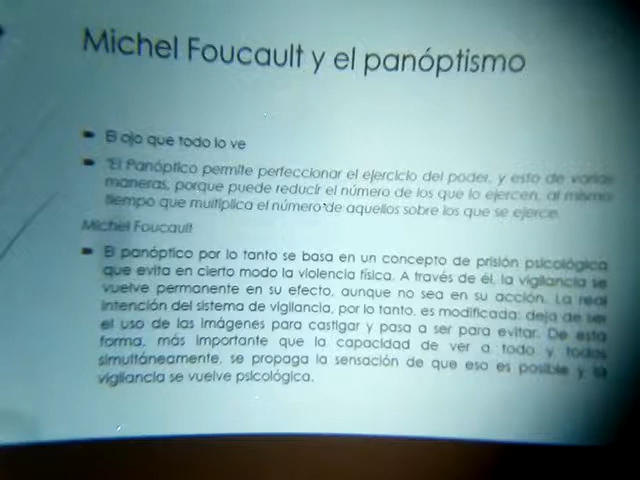 Michel Foucault y el panóptismo
El ojo que todo lo ve
"El Panóptico permite perfeccionar el ejercicio del poder, y esto de varias
maneras, porque puede reducir el número de los que lo ejercen, al mismo
tiempo que multiplica el número de aquellos sobre los que se ejerce.
Michel Foucault
El panóptico por lo tanto se basa en un concepto de prisión psicológica
que evita en cierto modo la violencia física. A través de él, la vigilancia se
vuelve permanente en su efecto, aunque no sea en su acción. La real
intención del sistema de vigilancia, por lo tanto, es modificada: deja de ser
el uso de las imágenes para castigar y pasa a ser para evitar. De esta
forma, más importante que la capacidad de ver a todo y todos
simultáneamente, se propaga la sensación de que eso es posible y la
vigilancia se vuelve psicológica.